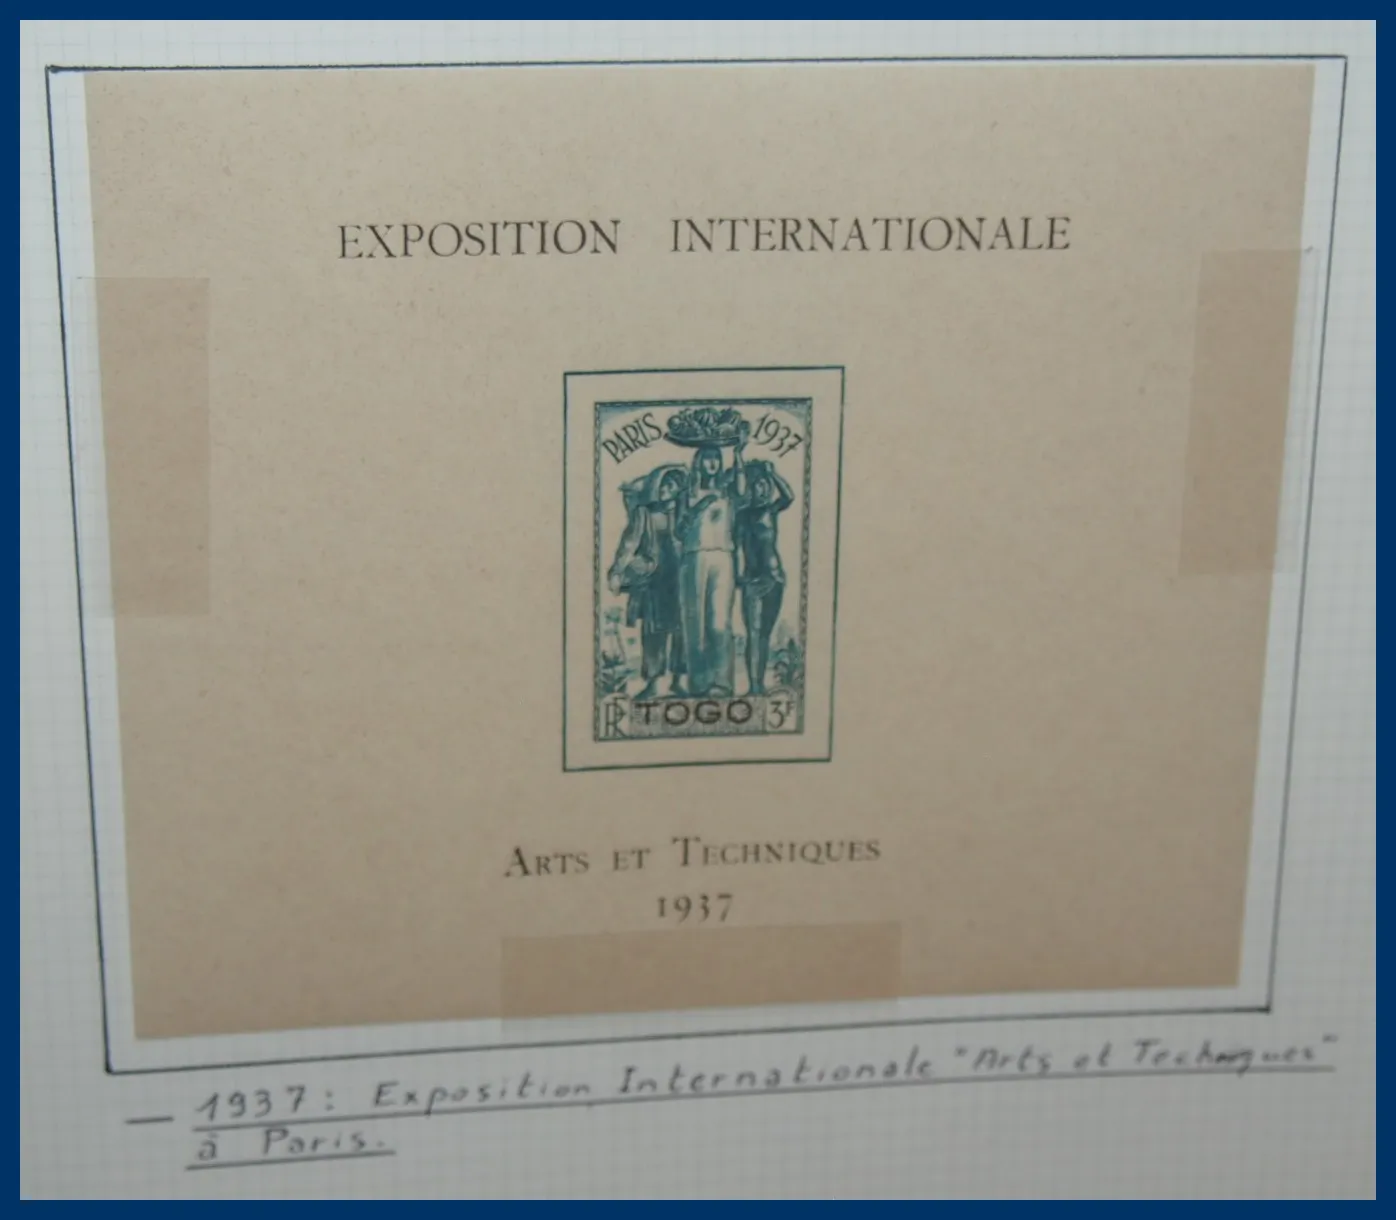 EXPOSITION INTERNATIONALE
PARIS 1937
RF TOGO 3F
ARTS ET TECHNIQUES
1937
— 1937 : Exposition Internationale "Arts et Techniques"
à Paris.